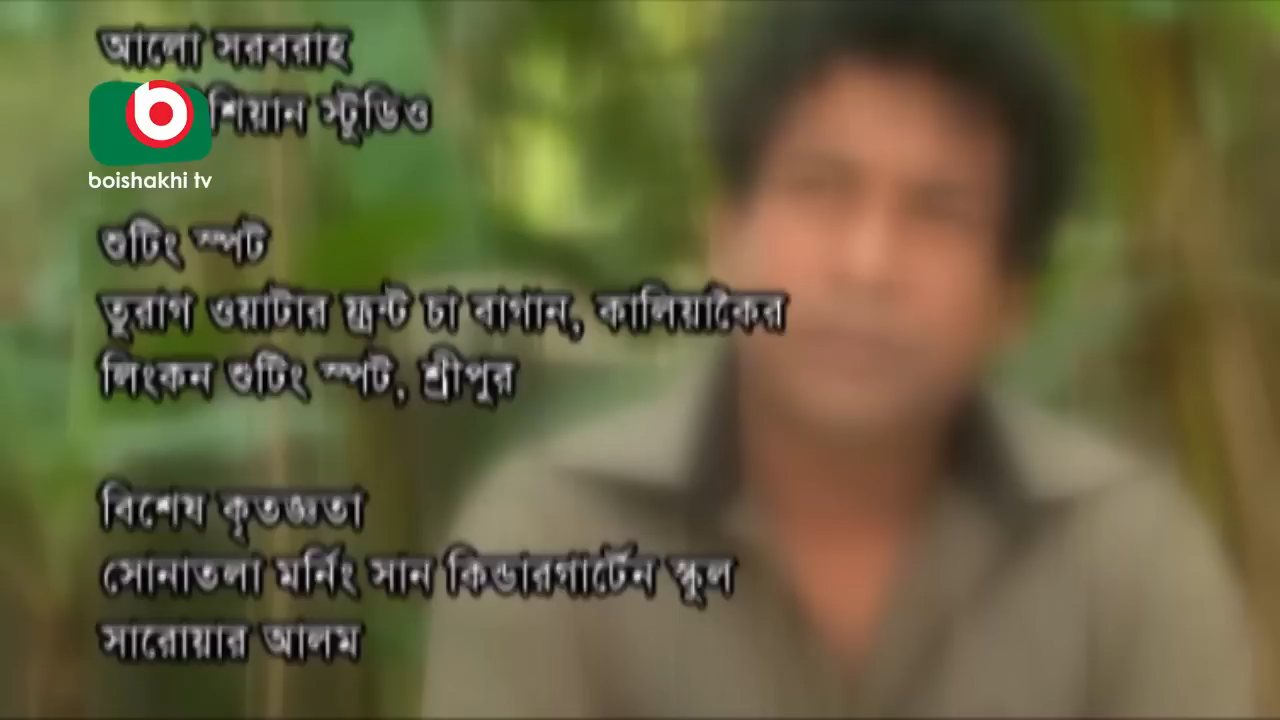 আলো সরবরাহ
স্টুডিও
boishakhi tv
শুটিং স্পট
তুরাগ ওয়াটার ফ্রন্ট চা বাগান, কালিয়াকৈর
লিংকন শুটিং স্পট, শ্রীপুর
বিশেষ কৃতজ্ঞতা
সোনাতলা মর্নিং সান কিন্ডারগার্টেন স্কুল
সারোয়ার আলম